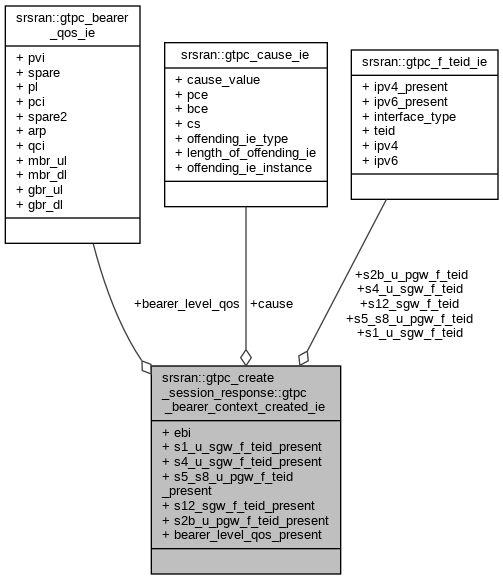 srsran::gtpc_bearer
_qos_ie
+ pvi
+ spare
+ pl
+ pci
+ spare2
+ arp
+ qci
+ mbr_ul
+ mbr_dl
+ gbr_ul
+ gbr_dl
srsran::gtpc_cause_ie
+ cause_value
+ pce
+ bce
+ cs
+ offending_ie_type
+ length_of_offending_ie
+ offending_ie_instance
srsran::gtpc_f_teid_ie
+ ipv4_present
+ ipv6_present
+ interface_type
+ teid
+ ipv4
+ ipv6
+bearer_level_qos
+cause
+s2b_u_pgw_f_teid
+s4_u_sgw_f_teid
+s12_sgw_f_teid
+s5_s8_u_pgw_f_teid
+s1_u_sgw_f_teid
srsran::gtpc_create
_session_response::gtpc
_bearer_context_created_ie
+ ebi
+ s1_u_sgw_f_teid_present
+ s4_u_sgw_f_teid_present
+ s5_s8_u_pgw_f_teid
_present
+ s12_sgw_f_teid_present
+ s2b_u_pgw_f_teid_present
+ bearer_level_qos_present